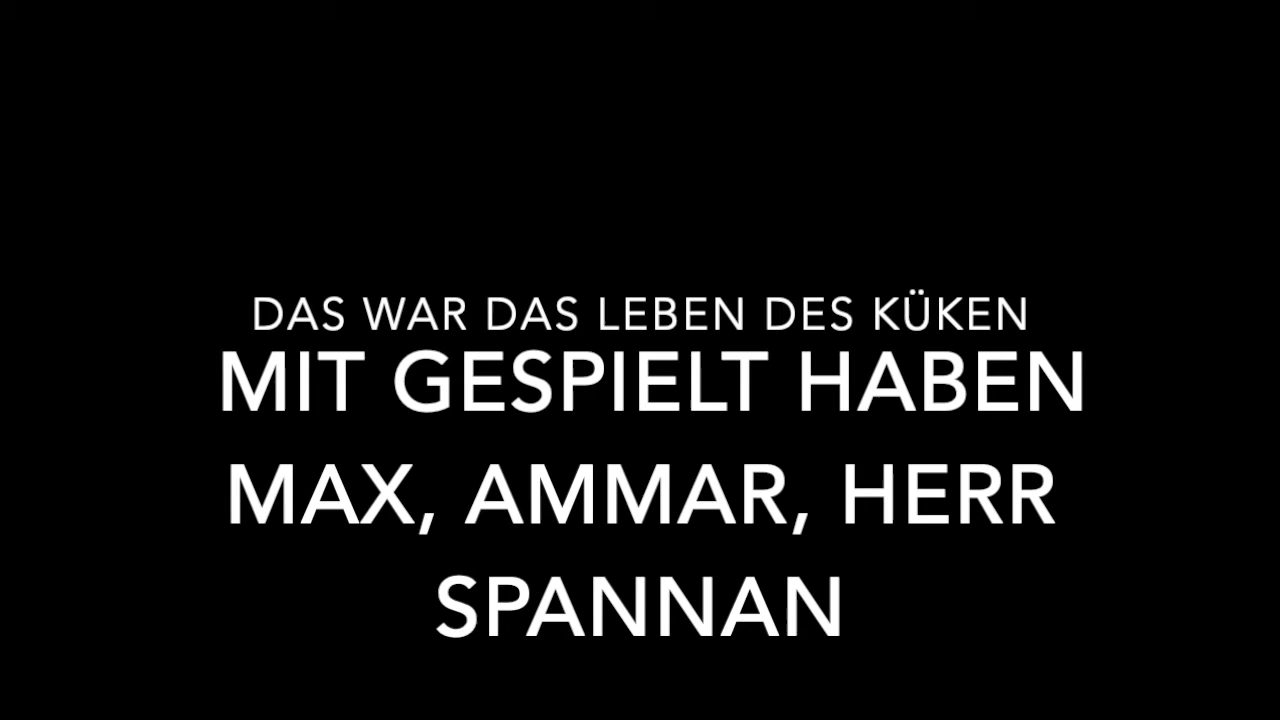 DAS WAR DAS LEBEN DES KÜKEN
MIT GESPIELT HABEN
MAX, AMMAR, HERR
SPANNAN